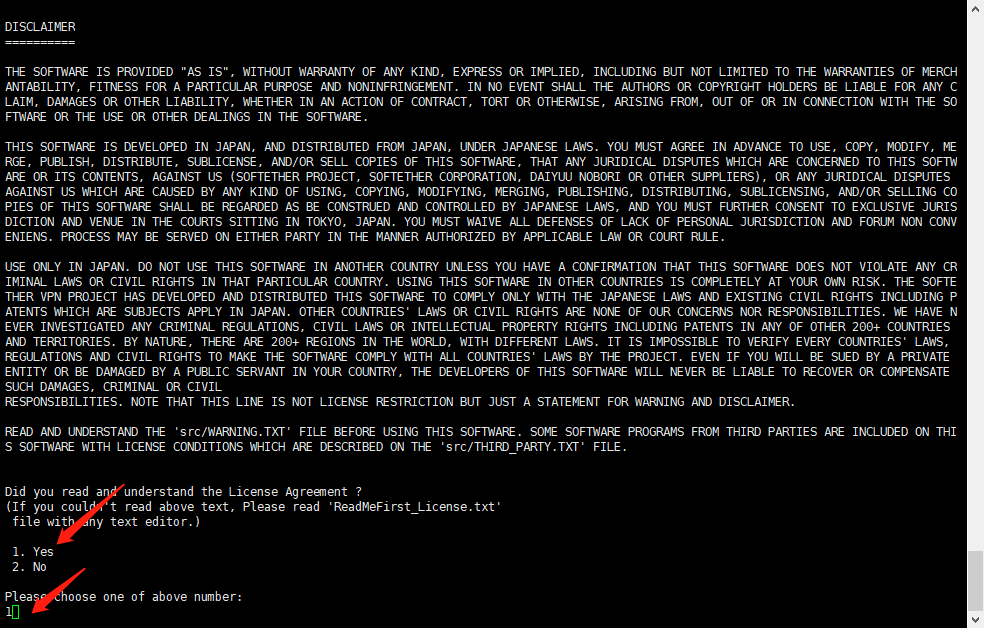 DISCLAIMER
==========
THE SOFTWARE IS PROVIDED "AS IS", WITHOUT WARRANTY OF ANY KIND, EXPRESS OR IMPLIED, INCLUDING BUT NOT LIMITED TO THE WARRANTIES OF MERCH
ANTABILITY, FITNESS FOR A PARTICULAR PURPOSE AND NONINFRINGEMENT. IN NO EVENT SHALL THE AUTHORS OR COPYRIGHT HOLDERS BE LIABLE FOR ANY C
LAIM, DAMAGES OR OTHER LIABILITY, WHETHER IN AN ACTION OF CONTRACT, TORT OR OTHERWISE, ARISING FROM, OUT OF OR IN CONNECTION WITH THE SO
FTWARE OR THE USE OR OTHER DEALINGS IN THE SOFTWARE.
THIS SOFTWARE IS DEVELOPED IN JAPAN, AND DISTRIBUTED FROM JAPAN, UNDER JAPANESE LAWS. YOU MUST AGREE IN ADVANCE TO USE, COPY, MODIFY, ME
RGE, PUBLISH, DISTRIBUTE, SUBLICENSE, AND/OR SELL COPIES OF THIS SOFTWARE, THAT ANY JURIDICAL DISPUTES WHICH ARE CONCERNED TO THIS SOFTW
ARE OR ITS CONTENTS, AGAINST US (SOFTETHER PROJECT, SOFTETHER CORPORATION, DAIYUU NOBORI OR OTHER SUPPLIERS), OR ANY JURIDICAL DISPUTES
AGAINST US WHICH ARE CAUSED BY ANY KIND OF USING, COPYING, MODIFYING, MERGING, PUBLISHING, DISTRIBUTING, SUBLICENSING, AND/OR SELLING CO
PIES OF THIS SOFTWARE SHALL BE REGARDED AS BE CONSTRUED AND CONTROLLED BY JAPANESE LAWS, AND YOU MUST FURTHER CONSENT TO EXCLUSIVE JURIS
DICTION AND VENUE IN THE COURTS SITTING IN TOKYO, JAPAN. YOU MUST WAIVE ALL DEFENSES OF LACK OF PERSONAL JURISDICTION AND FORUM NON CONV
ENIENS. PROCESS MAY BE SERVED ON EITHER PARTY IN THE MANNER AUTHORIZED BY APPLICABLE LAW OR COURT RULE.
USE ONLY IN JAPAN. DO NOT USE THIS SOFTWARE IN ANOTHER COUNTRY UNLESS YOU HAVE A CONFIRMATION THAT THIS SOFTWARE DOES NOT VIOLATE ANY CR
IMINAL LAWS OR CIVIL RIGHTS IN THAT PARTICULAR COUNTRY. USING THIS SOFTWARE IN OTHER COUNTRIES IS COMPLETELY AT YOUR OWN RISK. THE SOFTE
THER VPN PROJECT HAS DEVELOPED AND DISTRIBUTED THIS SOFTWARE TO COMPLY ONLY WITH THE JAPANESE LAWS AND EXISTING CIVIL RIGHTS INCLUDING P
ATENTS WHICH ARE SUBJECTS APPLY IN JAPAN. OTHER COUNTRIES' LAWS OR CIVIL RIGHTS ARE NONE OF OUR CONCERNS NOR RESPONSIBILITIES. WE HAVE N
EVER INVESTIGATED ANY CRIMINAL REGULATIONS, CIVIL LAWS OR INTELLECTUAL PROPERTY RIGHTS INCLUDING PATENTS IN ANY OF OTHER 200+ COUNTRIES
AND TERRITORIES. BY NATURE, THERE ARE 200+ REGIONS IN THE WORLD, WITH DIFFERENT LAWS. IT IS IMPOSSIBLE TO VERIFY EVERY COUNTRIES' LAWS,
REGULATIONS AND CIVIL RIGHTS TO MAKE THE SOFTWARE COMPLY WITH ALL COUNTRIES' LAWS BY THE PROJECT. EVEN IF YOU WILL BE SUED BY A PRIVATE
ENTITY OR BE DAMAGED BY A PUBLIC SERVANT IN YOUR COUNTRY, THE DEVELOPERS OF THIS SOFTWARE WILL NEVER BE LIABLE TO RECOVER OR COMPENSATE
SUCH DAMAGES, CRIMINAL OR CIVIL
RESPONSIBILITIES. NOTE THAT THIS LINE IS NOT LICENSE RESTRICTION BUT JUST A STATEMENT FOR WARNING AND DISCLAIMER.
READ AND UNDERSTAND THE 'src/WARNING.TXT' FILE BEFORE USING THIS SOFTWARE. SOME SOFTWARE PROGRAMS FROM THIRD PARTIES ARE INCLUDED ON THI
S SOFTWARE WITH LICENSE CONDITIONS WHICH ARE DESCRIBED ON THE 'src/THIRD_PARTY.TXT' FILE.
Did you read and understand the License Agreement ?
(If you couldn't read above text, Please read 'ReadMeFirst_License.txt'
file with any text editor.)
1. Yes
2. No
Please choose one of above number:
1